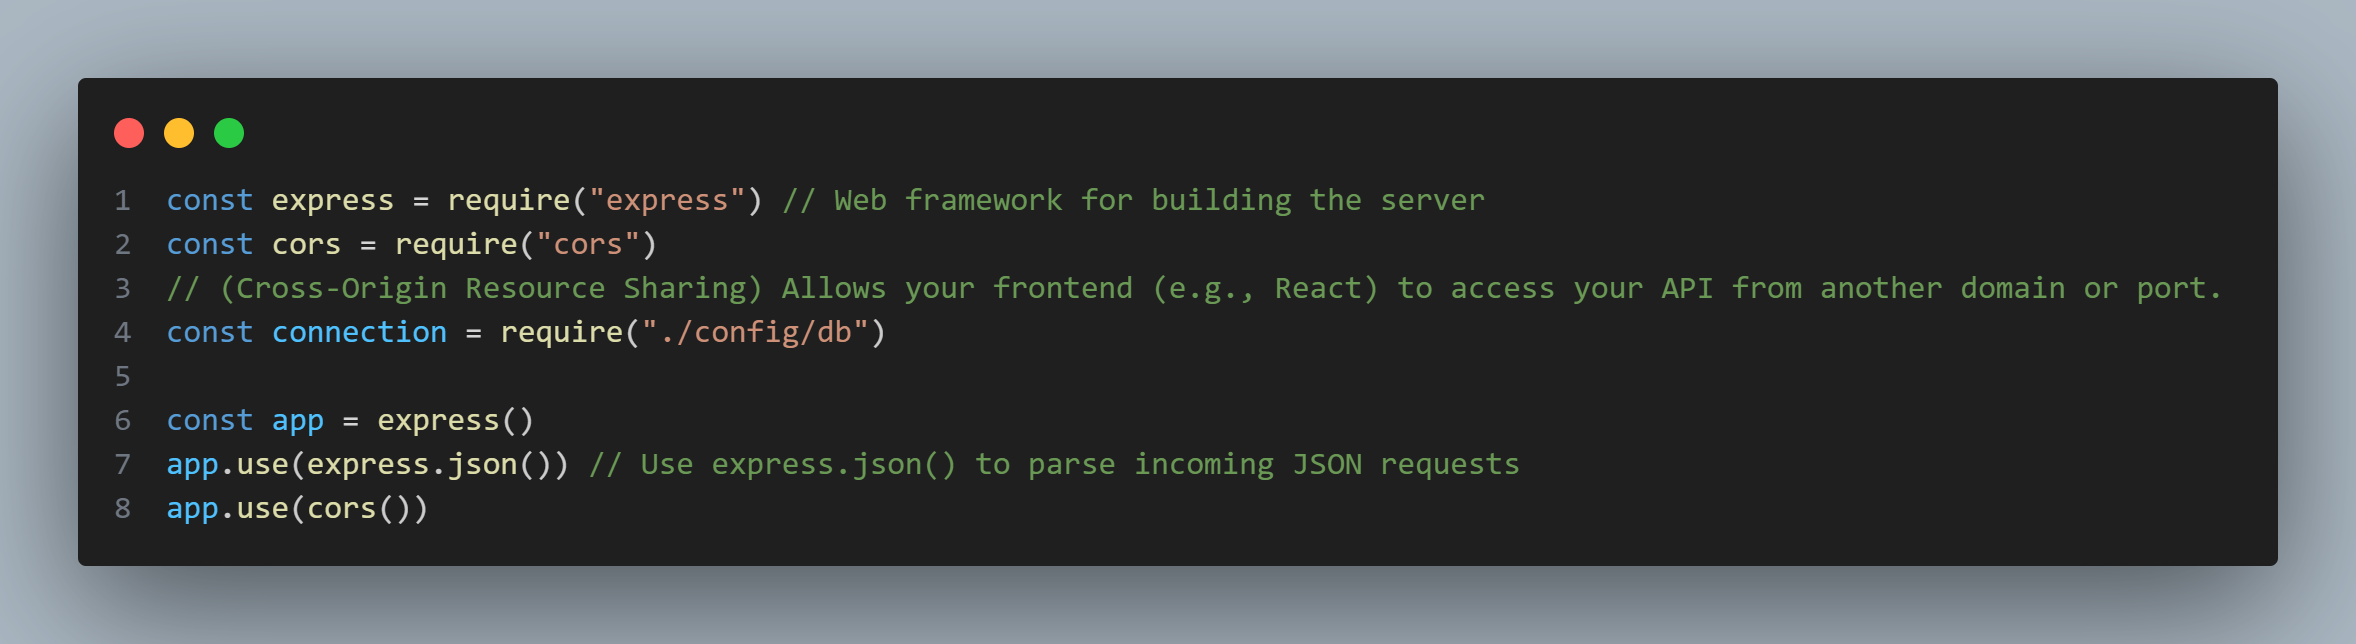 1 const express = require("express") // Web framework for building the server
2 const cors = require("cors")
3 // (Cross-Origin Resource Sharing) Allows your frontend (e.g., React) to access your API from another domain or port.
4 const connection = require("./config/db")
5
6 const app = express()
7 app.use(express.json()) // Use express.json() to parse incoming JSON requests
8 app.use(cors())